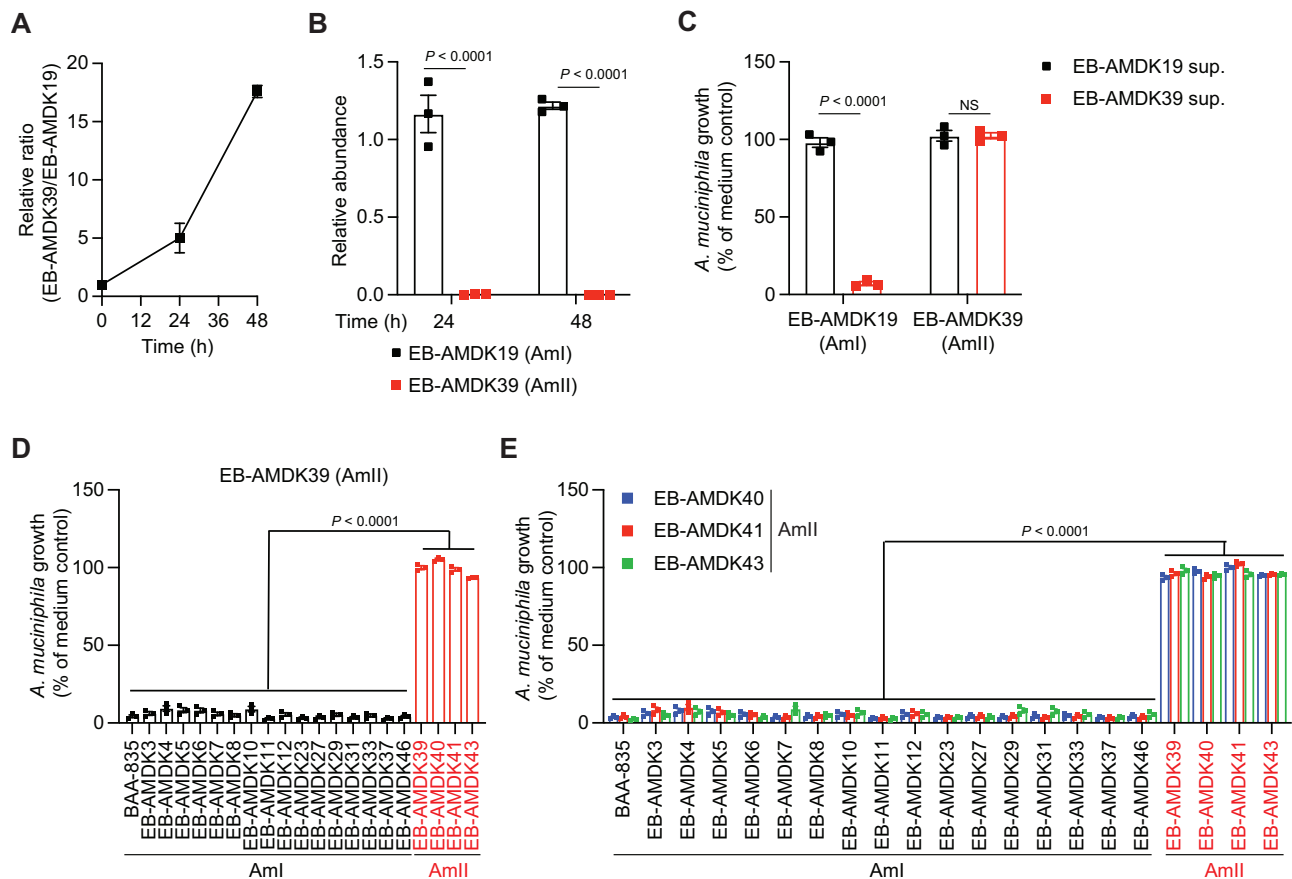 A
Relative ratio
(EB-AMDK39/EB-AMDK19)
20
15
10
5
0
0 12 24 36 48
Time (h)
B
Relative abundance
1.5
1.0
0.5
0.0
P < 0.0001
P < 0.0001
Time (h) 24 48
EB-AMDK19 (AmI)
EB-AMDK39 (AmII)
C
A. muciniphila growth
(% of medium control)
150
100
50
0
P < 0.0001
NS
EB-AMDK19
(AmI)
EB-AMDK39
(AmII)
EB-AMDK19 sup.
EB-AMDK39 sup.
D
EB-AMDK39 (AmII)
A. muciniphila growth
(% of medium control)
150
100
50
0
P < 0.0001
BAA-835
EB-AMDK3
EB-AMDK4
EB-AMDK5
EB-AMDK6
EB-AMDK7
EB-AMDK8
EB-AMDK10
EB-AMDK11
EB-AMDK12
EB-AMDK23
EB-AMDK27
EB-AMDK29
EB-AMDK31
EB-AMDK33
EB-AMDK37
EB-AMDK46
EB-AMDK39
EB-AMDK40
EB-AMDK41
EB-AMDK43
AmI
AmII
E
A. muciniphila growth
(% of medium control)
150
100
50
0
EB-AMDK40
EB-AMDK41
EB-AMDK43
AmII
P < 0.0001
BAA-835
EB-AMDK3
EB-AMDK4
EB-AMDK5
EB-AMDK6
EB-AMDK7
EB-AMDK8
EB-AMDK10
EB-AMDK11
EB-AMDK12
EB-AMDK23
EB-AMDK27
EB-AMDK29
EB-AMDK31
EB-AMDK33
EB-AMDK37
EB-AMDK46
EB-AMDK39
EB-AMDK40
EB-AMDK41
EB-AMDK43
AmI
AmII